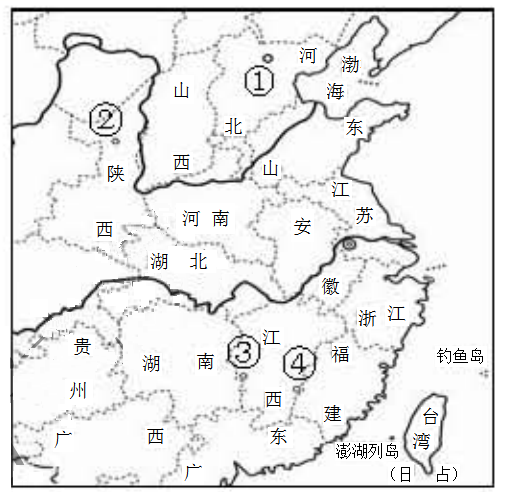 河
渤
①
山
海
②
北
东
西
山
陕
江
河 南
安
苏
西
湖 北
徽
浙 江
江
贵
③
福
钓鱼岛
湖 南
④
州
西
建
台
广
西
东
澎湖列岛
湾
广
（日 占）